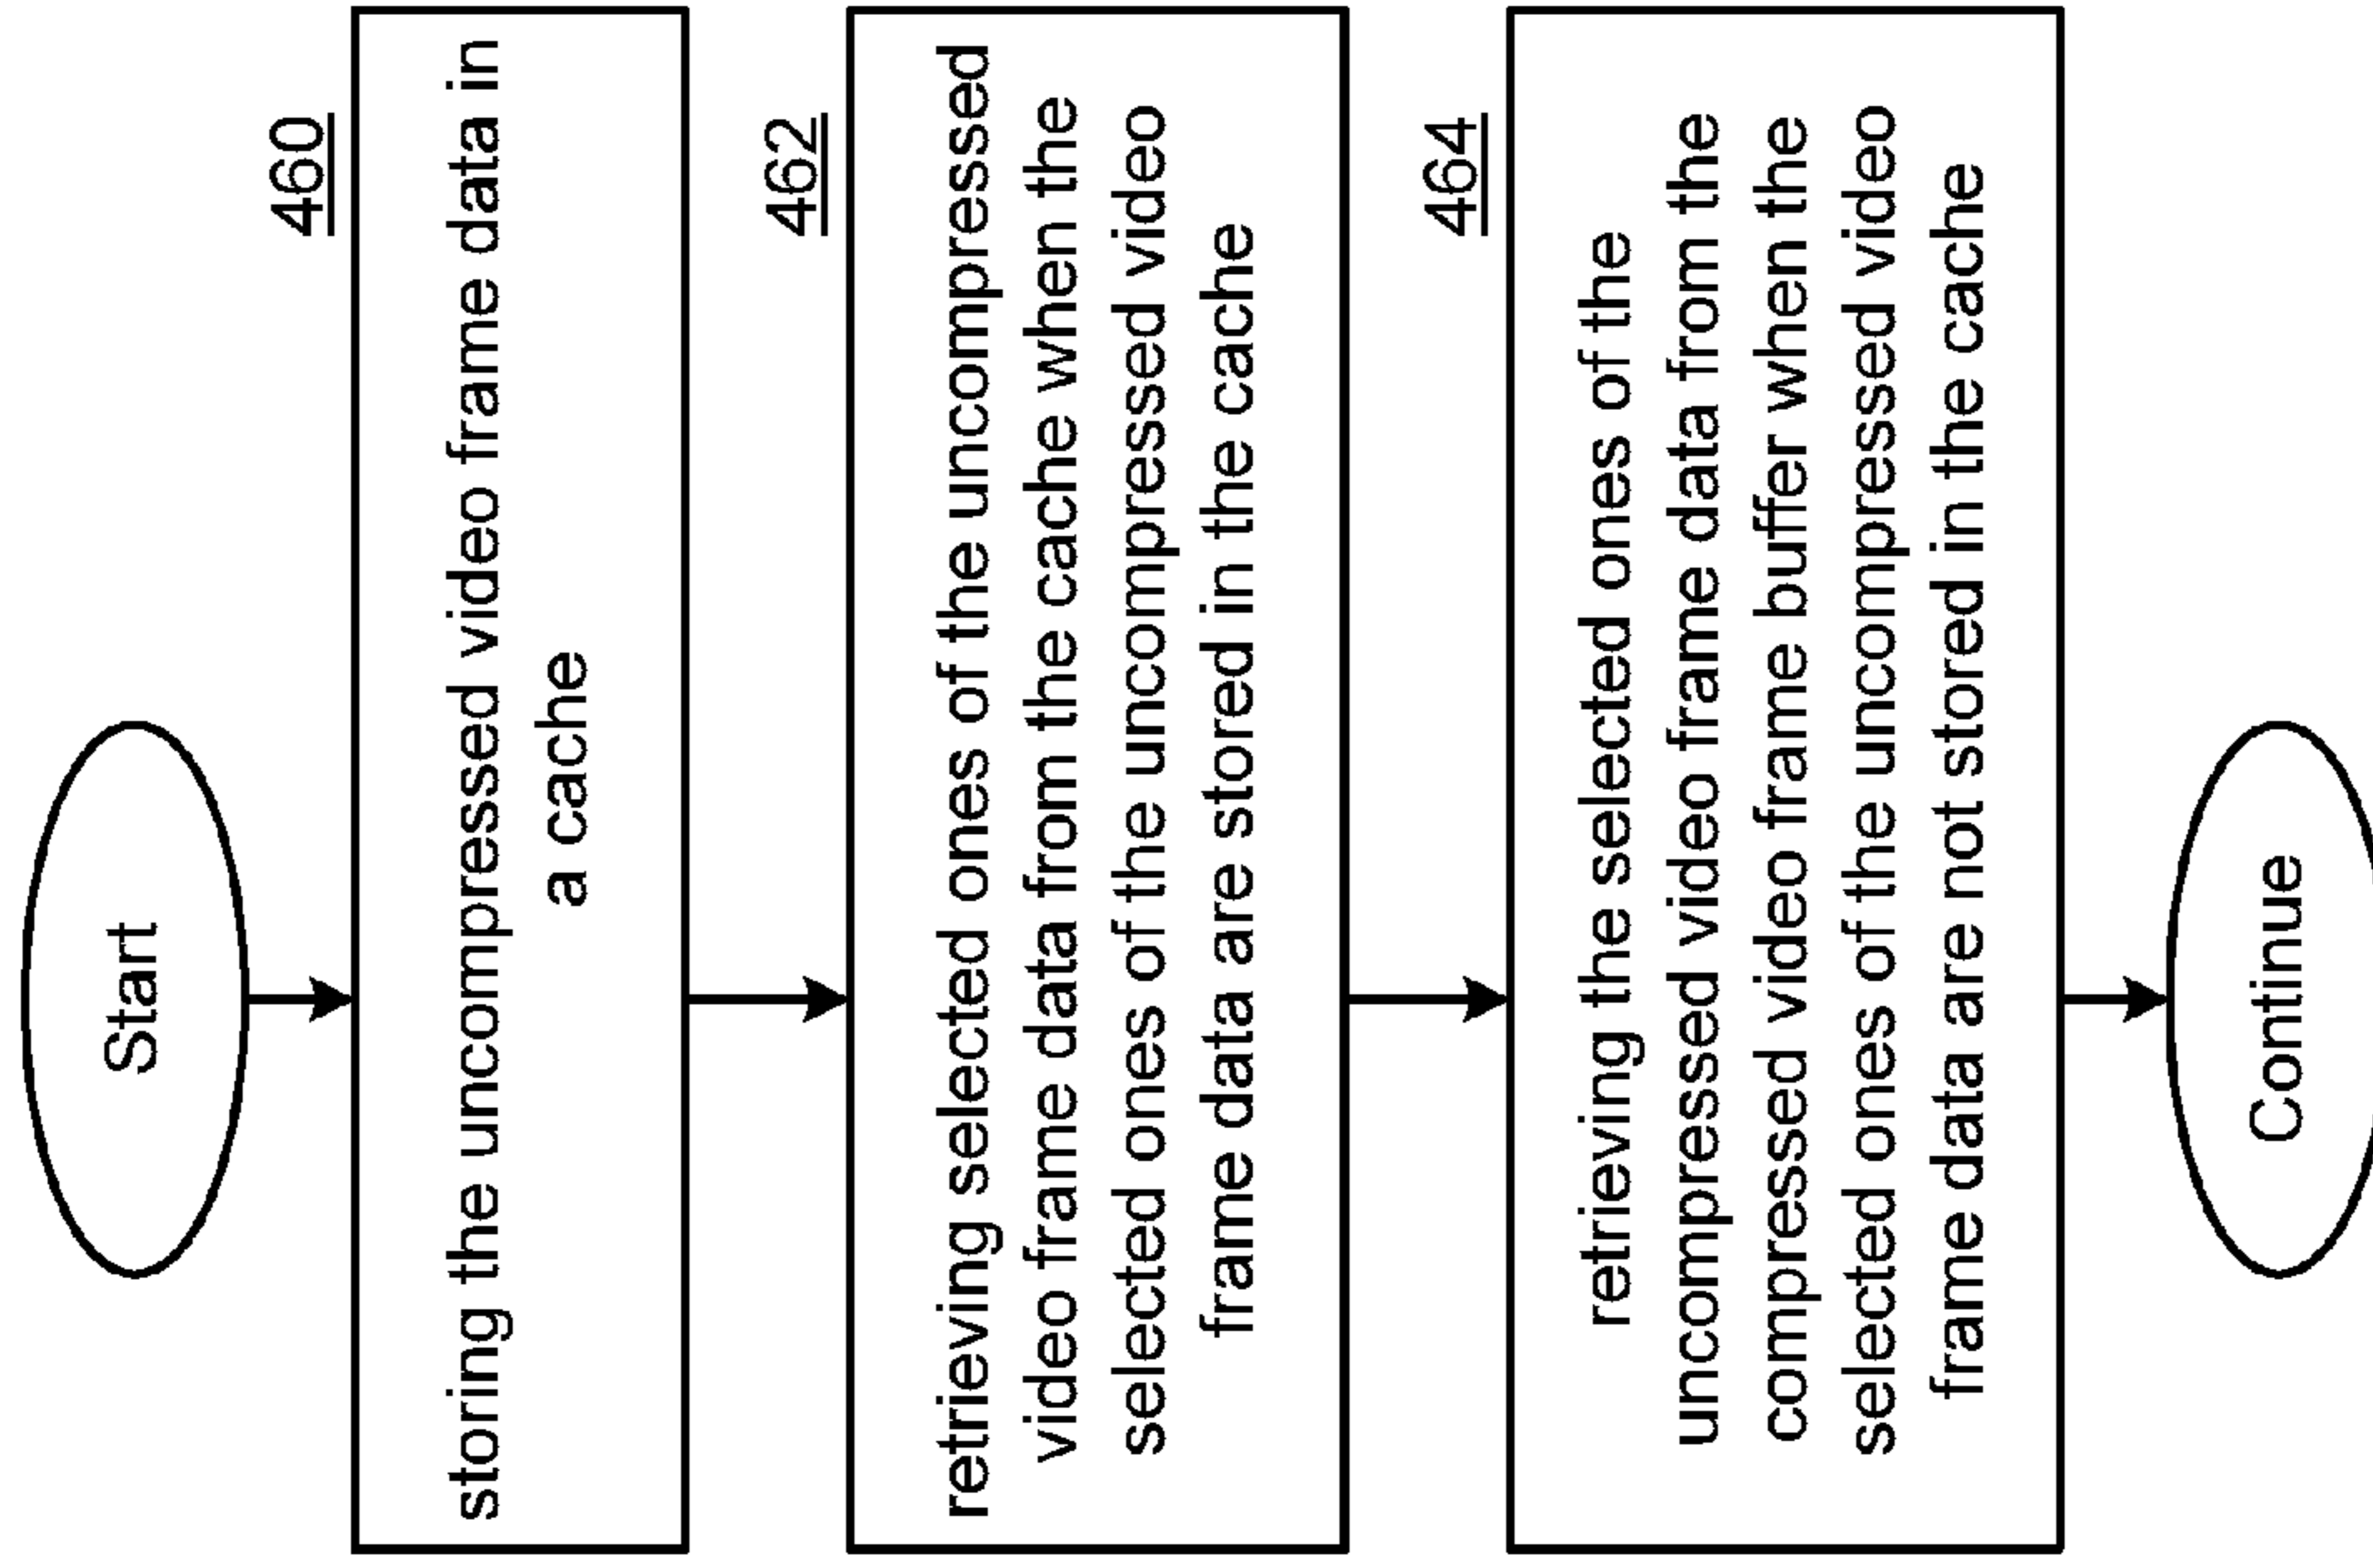 Start
460
storing the uncompressed video frame data in
a cache
462
retrieving selected ones of the uncompressed
video frame data from the cache when the
selected ones of the uncompressed video
frame data are stored in the cache
464
retrieving the selected ones of the
uncompressed video frame data from the
compressed video frame buffer when the
selected ones of the uncompressed video
frame data are not stored in the cache
Continue